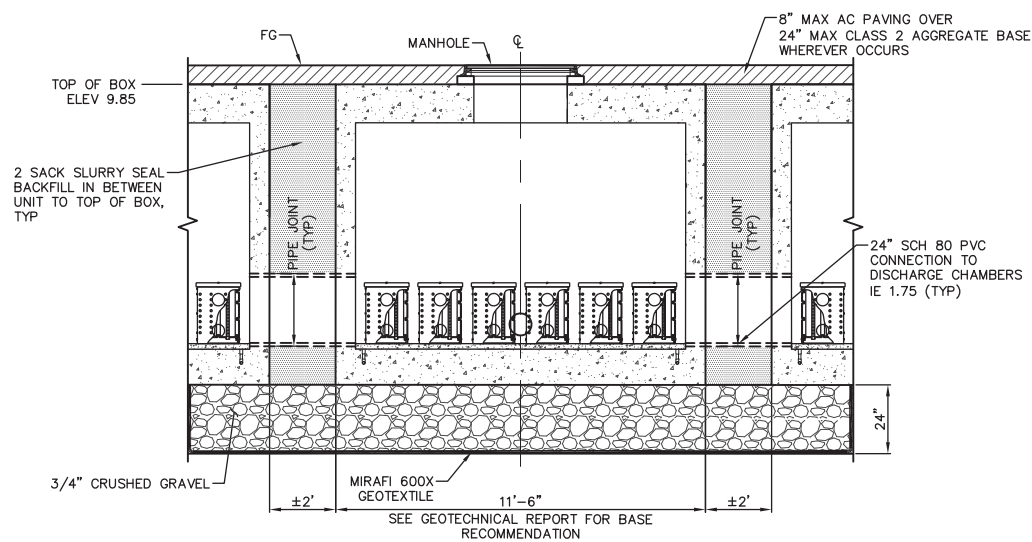 8" MAX AC PAVING OVER
24" MAX CLASS 2 AGGREGATE BASE
WHEREVER OCCURS
FG
MANHOLE
℄
TOP OF BOX
ELEV 9.85
2 SACK SLURRY SEAL
BACKFILL IN BETWEEN
UNIT TO TOP OF BOX,
TYP
PIPE JOINT
(TYP)
PIPE JOINT
(TYP)
24" SCH 80 PVC
CONNECTION TO
DISCHARGE CHAMBERS
IE 1.75 (TYP)
24"
3/4" CRUSHED GRAVEL
MIRAFI 600X
GEOTEXTILE
±2'
11'-6"
±2'
SEE GEOTECHNICAL REPORT FOR BASE
RECOMMENDATION